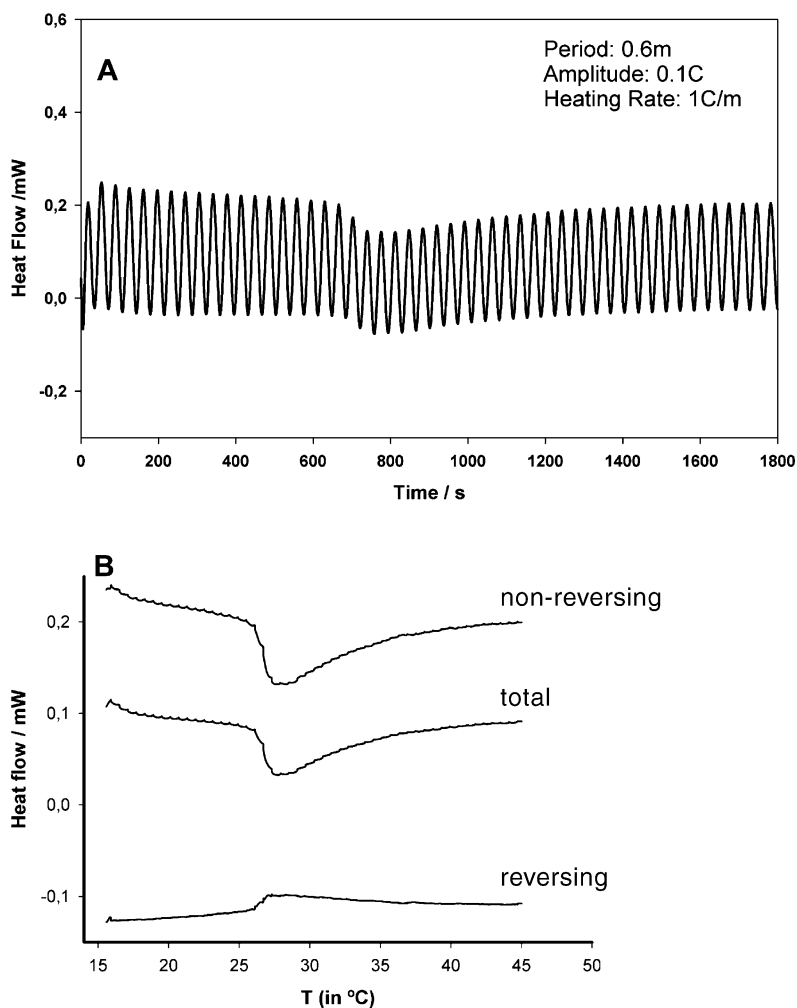 0,6
A
Period: 0.6m
Amplitude: 0.1C
Heating Rate: 1C/m
0,4
0,2
0,0
-0,2
Heat Flow /mW
0 200 400 600 800 1000 1200 1400 1600 1800
Time / s
B
non-reversing
0,2
total
0,1
0,0
reversing
-0,1
Heat flow / mW
15 20 25 30 35 40 45 50
T (in ºC)